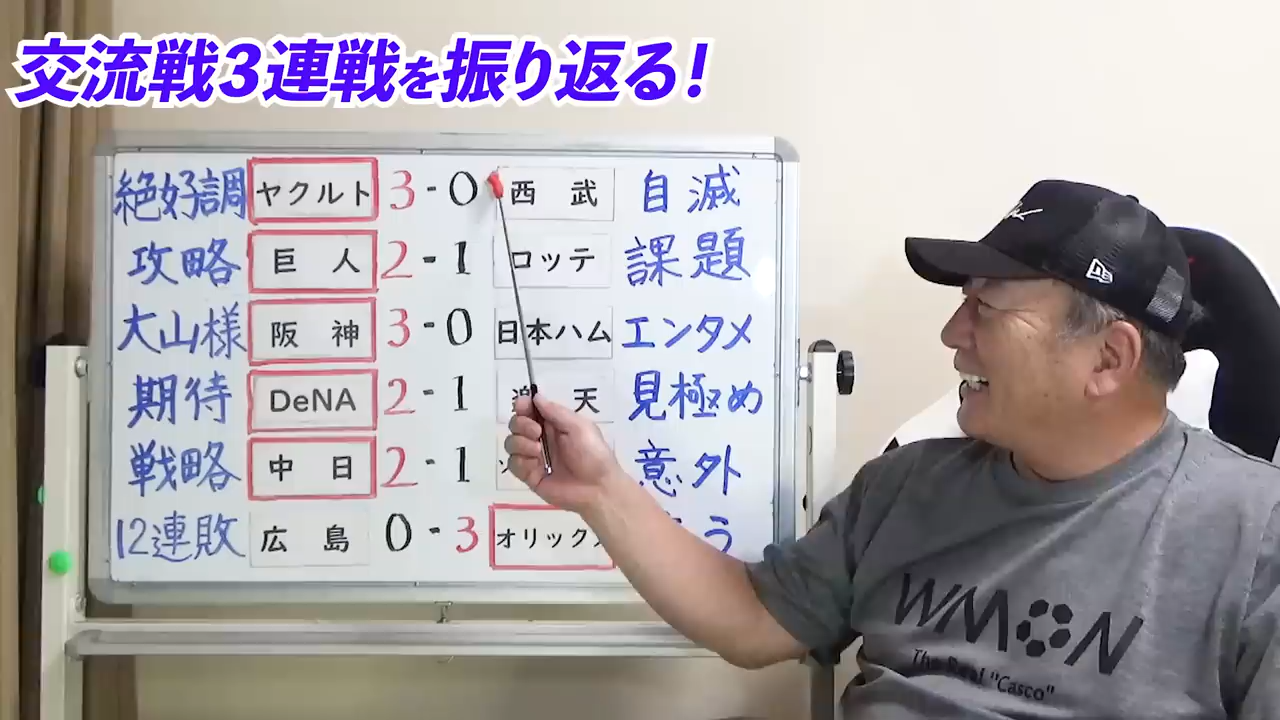 交流戦3連戦を振り返る!
絶好調 ヤクルト 3-0 西武 自滅
攻略 巨人 2-1 ロッテ 課題
大山様 阪神 3-0 日本ハム エンタメ
期待 DeNA 2-1 楽天 見極め
戦略 中日 2-1 意外
12連敗 広島 0-3 オリックス う
WMON
The Real "Casco"